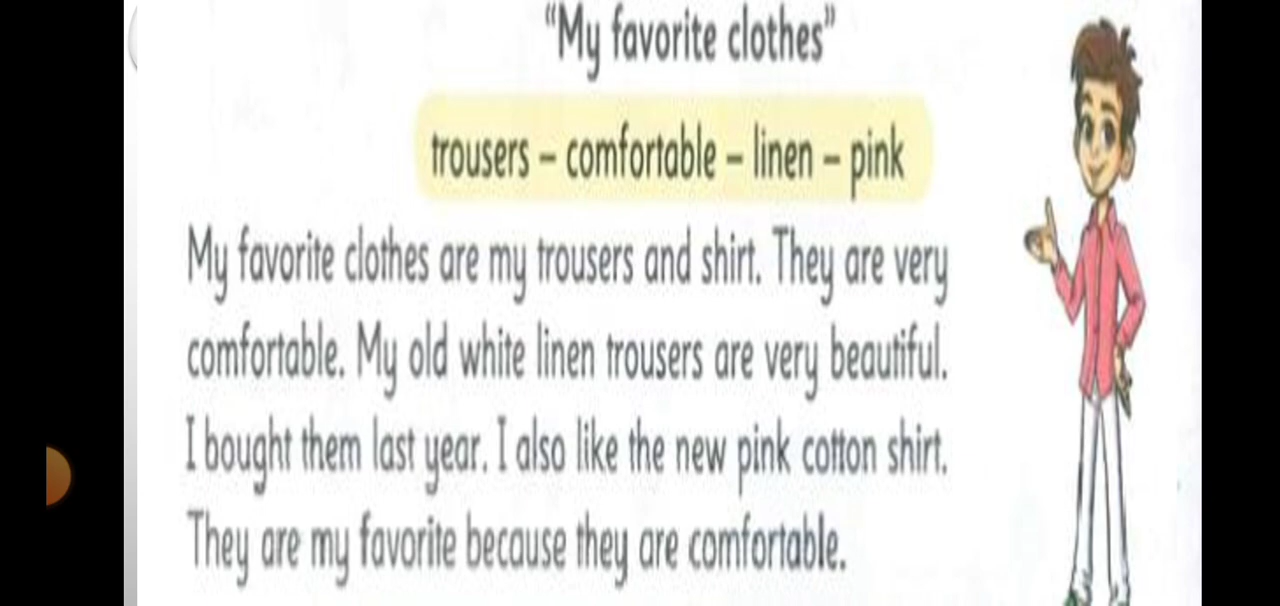 "My favorite clothes"
trousers – comfortable – linen – pink
My favorite clothes are my trousers and shirt. They are very
comfortable. My old white linen trousers are very beautiful.
I bought them last year. I also like the new pink cotton shirt.
They are my favorite because they are comfortable.